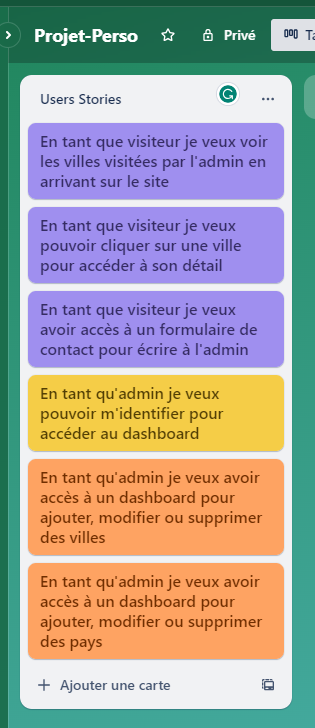 Projet-Perso Privé Ta
Users Stories
En tant que visiteur je veux voir
les villes visitées par l'admin en
arrivant sur le site
En tant que visiteur je veux
pouvoir cliquer sur une ville
pour accéder à son détail
En tant que visiteur je veux
avoir accès à un formulaire de
contact pour écrire à l'admin
En tant qu'admin je veux
pouvoir m'identifier pour
accéder au dashboard
En tant qu'admin je veux avoir
accès à un dashboard pour
ajouter, modifier ou supprimer
des villes
En tant qu'admin je veux avoir
accès à un dashboard pour
ajouter, modifier ou supprimer
des pays
Ajouter une carte